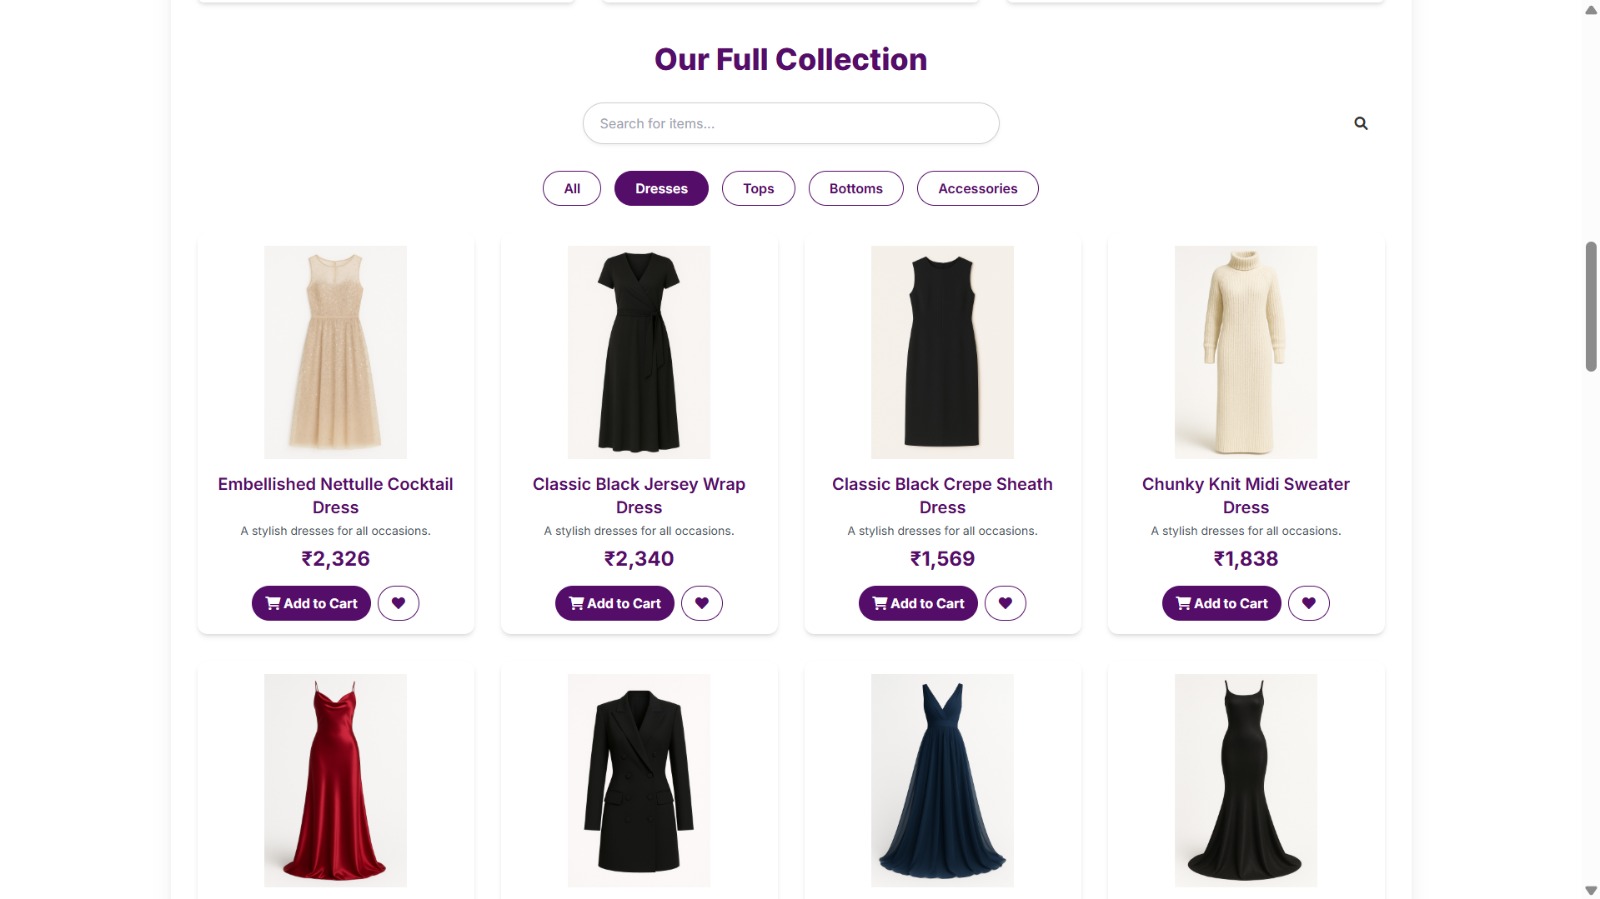 Our Full Collection
Search for items...
All
Dresses
Tops
Bottoms
Accessories
Embellished Nettulle Cocktail
Dress
A stylish dresses for all occasions.
₹2,326
Add to Cart
Classic Black Jersey Wrap
Dress
A stylish dresses for all occasions.
₹2,340
Add to Cart
Classic Black Crepe Sheath
Dress
A stylish dresses for all occasions.
₹1,569
Add to Cart
Chunky Knit Midi Sweater
Dress
A stylish dresses for all occasions.
₹1,838
Add to Cart